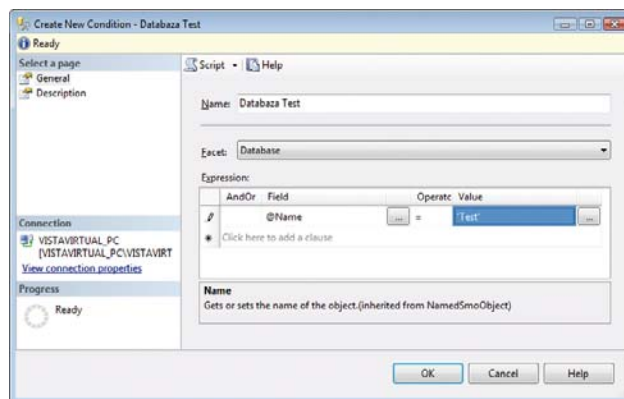 Create New Condition - Databaza Test
Ready
Select a page
General
Description
Script
Help
Name: Databaza Test
Facet: Database
Expression:
AndOr Field Operatc Value
@Name ... = 'Test' ...
Click here to add a clause
Connection
VISTAVIRTUAL_PC
[VISTAVIRTUAL_PC\VISTAVIRT
View connection properties
Progress
Ready
Name
Gets or sets the name of the object.(inherited from NamedSmoObject)
OK Cancel Help